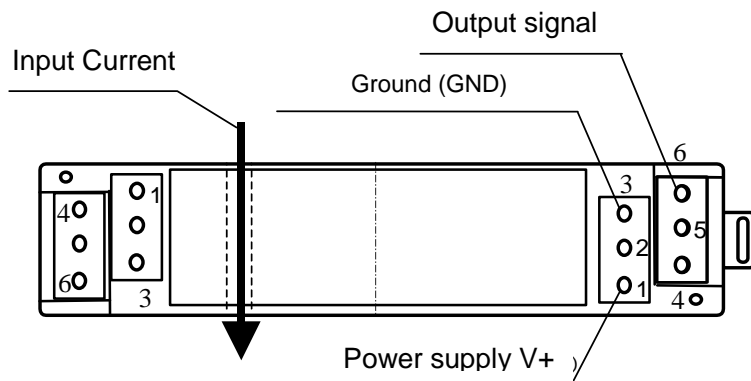 Output signal
Input Current
Ground (GND)
6
1
3
4
5
2
6
1
3
4
Power supply V+ )